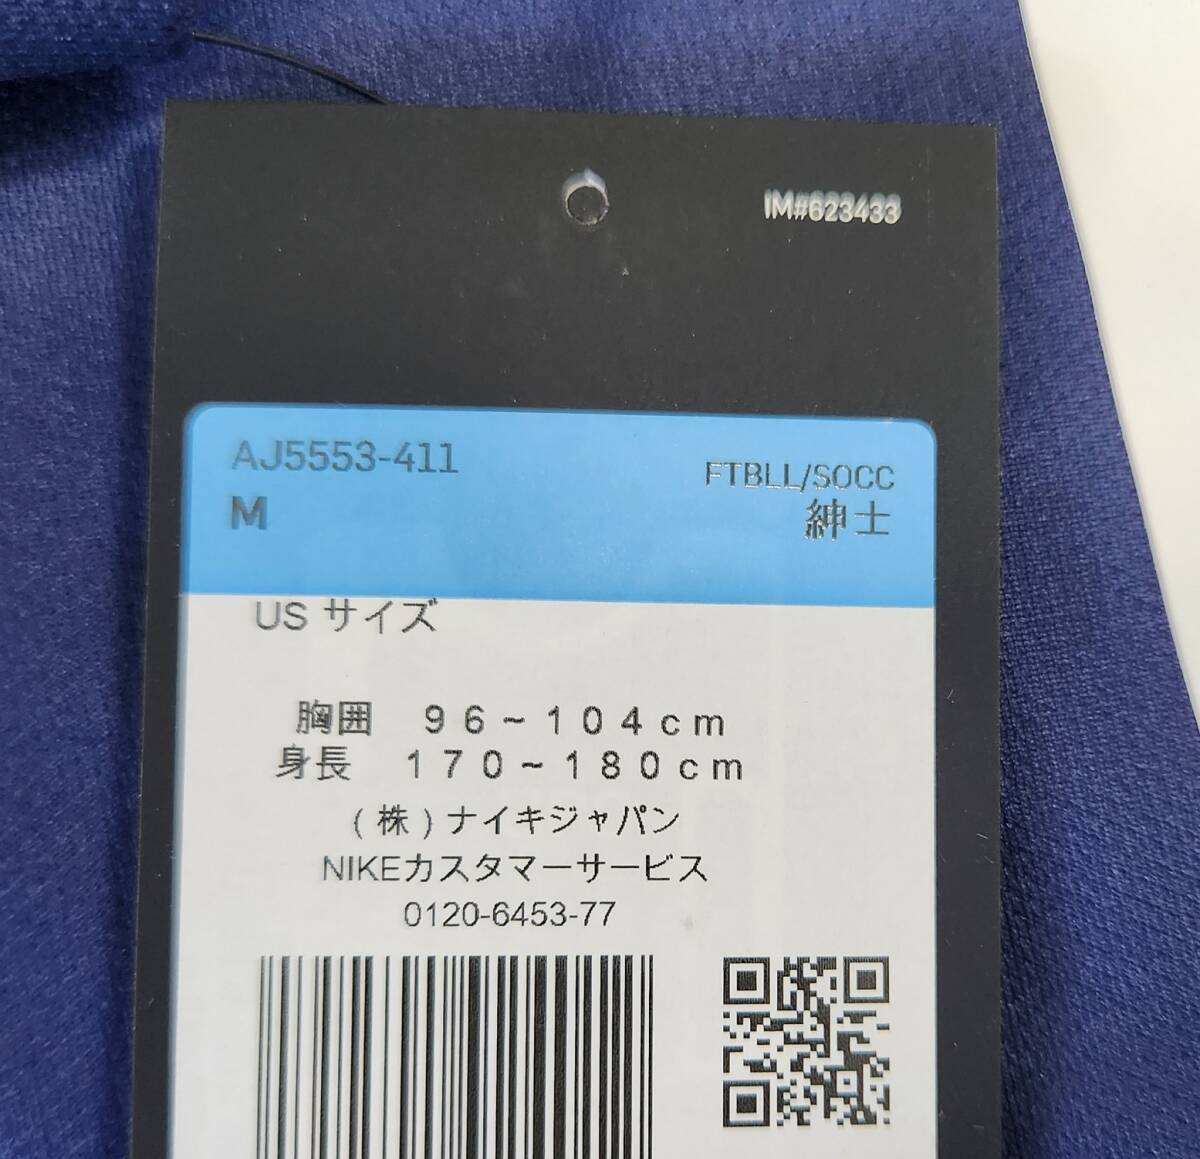 IM#623433
AJ5553-411
FTBLL/SOCC
M
紳士
US サイズ
胸囲　９６~１０４ｃｍ
身長　１７０~１８０ｃｍ
(株)ナイキジャパン
NIKEカスタマーサービス
0120-6453-77